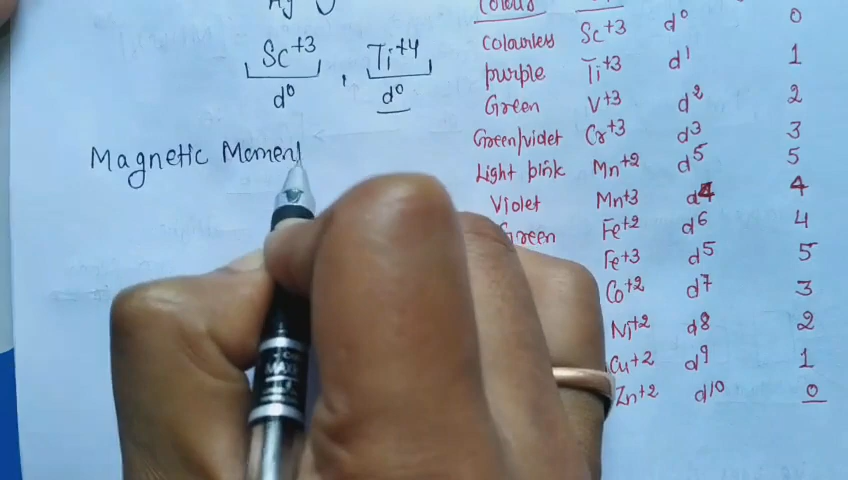 Sc+3 , Ti+4
d0 d0
Magnetic Momen
Colourless Sc+3 d0 0
purple Ti+3 d1 1
Green V+3 d2 2
Green/violet Cr+3 d3 3
Light pink Mn+2 d5 5
Violet Mn+3 d4 4
Green Fe+2 d6 4
Fe+3 d5 5
Co+2 d7 3
Ni+2 d8 2
Cu+2 d9 1
Zn+2 d10 0